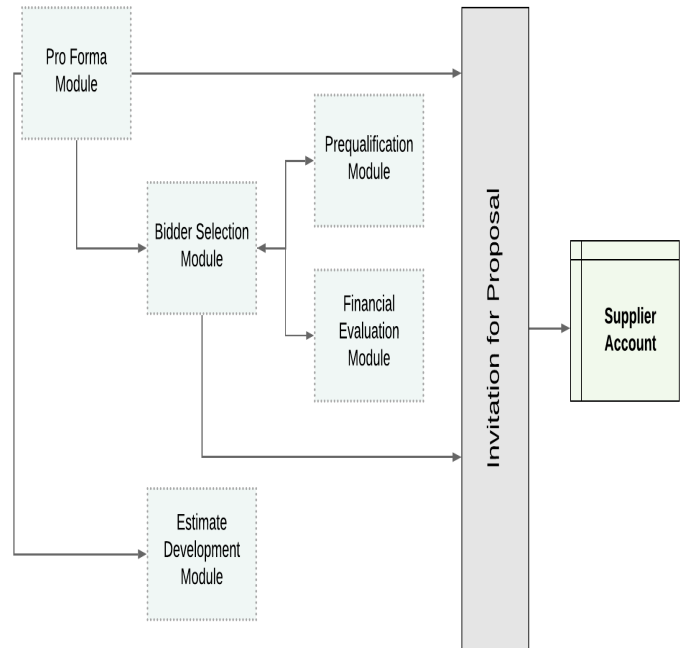 Pro Forma
Module
Prequalification
Module
Bidder Selection
Module
Financial
Evaluation
Module
Estimate
Development
Module
Invitation for Proposal
Supplier
Account